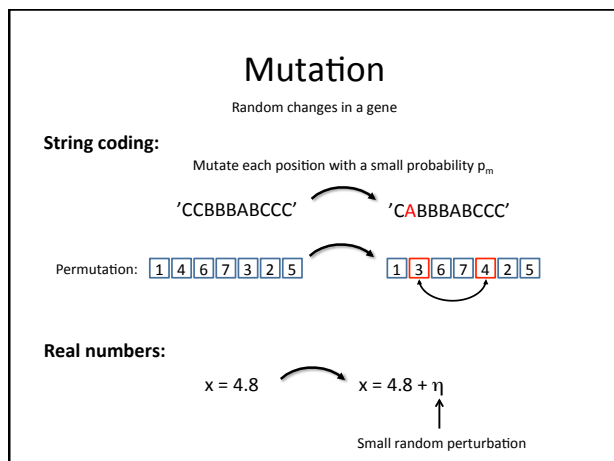 Mutation
Random changes in a gene
String coding:
Mutate each position with a small probability pm
’CCBBBABCCC’ ’CABBBABCCC’
Permutation: 1 4 6 7 3 2 5 1 3 6 7 4 2 5
Real numbers:
x = 4.8 x = 4.8 + η
Small random perturbation